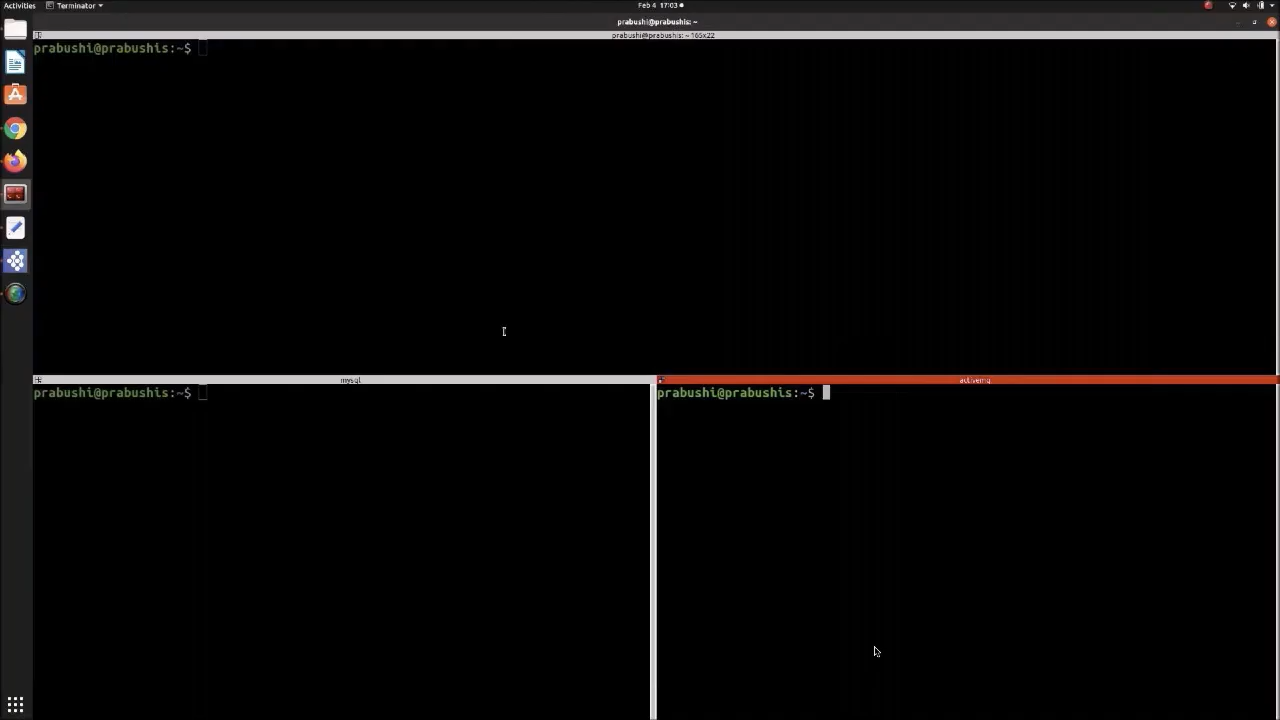 Activities Terminator Feb 4 17:03
prabushi@prabushis: ~
prabushi@prabushis: ~ 165x22
prabushi@prabushis:~$
mysql
prabushi@prabushis:~$
activemq
prabushi@prabushis:~$